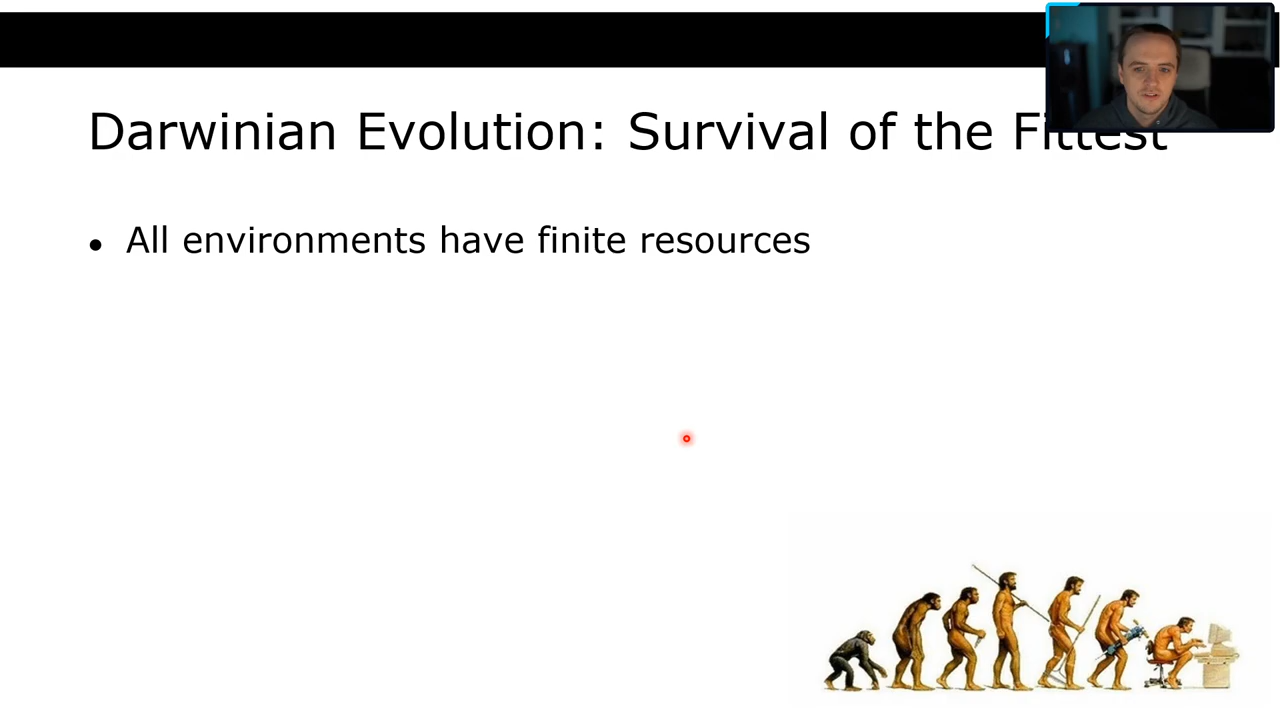 Darwinian Evolution: Survival of the Fittest
● All environments have finite resources